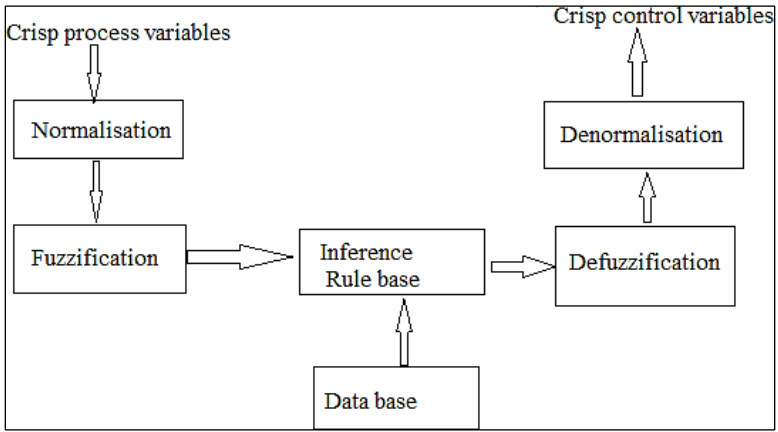 Crisp process variables
Crisp control variables
Normalisation
Denormalisation
Fuzzification
Inference
Rule base
Defuzzification
Data base